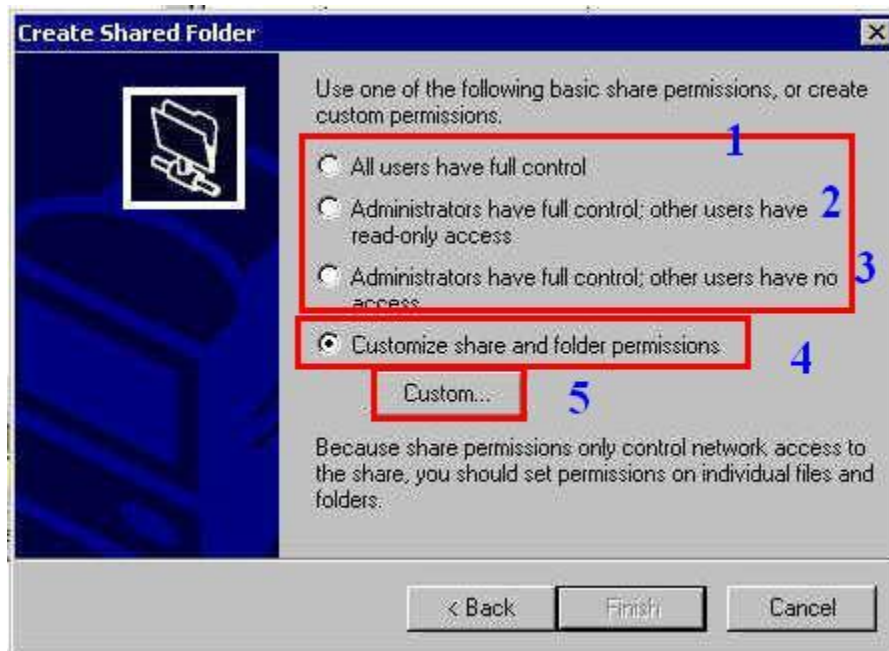 Create Shared Folder
Use one of the following basic share permissions, or create
custom permissions.
1
All users have full control
Administrators have full control; other users have 2
read-only access
Administrators have full control; other users have no 3
access
Customize share and folder permissions
4
Custom...
5
Because share permissions only control network access to
the share, you should set permissions on individual files and
folders.
< Back Finish Cancel